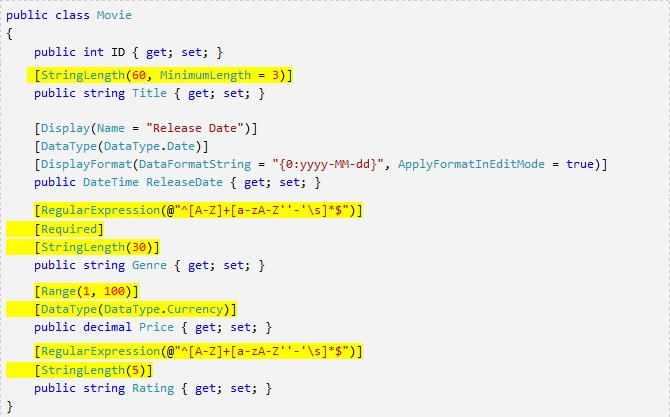 public class Movie
{
    public int ID { get; set; }
    [StringLength(60, MinimumLength = 3)]
    public string Title { get; set; }
    [Display(Name = "Release Date")]
    [DataType(DataType.Date)]
    [DisplayFormat(DataFormatString = "{0:yyyy-MM-dd}", ApplyFormatInEditMode = true)]
    public DateTime ReleaseDate { get; set; }
    [RegularExpression(@"^[A-Z]+[a-zA-Z''-'\s]*$")]
    [Required]
    [StringLength(30)]
    public string Genre { get; set; }
    [Range(1, 100)]
    [DataType(DataType.Currency)]
    public decimal Price { get; set; }
    [RegularExpression(@"^[A-Z]+[a-zA-Z''-'\s]*$")]
    [StringLength(5)]
    public string Rating { get; set; }
}